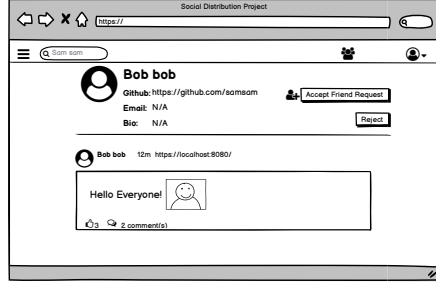 Social Distribution Project
https://
Sam sam
Bob bob
Github: https://github.com/samsam
Accept Friend Request
Email: N/A
Bio: N/A
Reject
Bob bob 12m https://localhost:8080/
Hello Everyone!
3 2 comment(s)